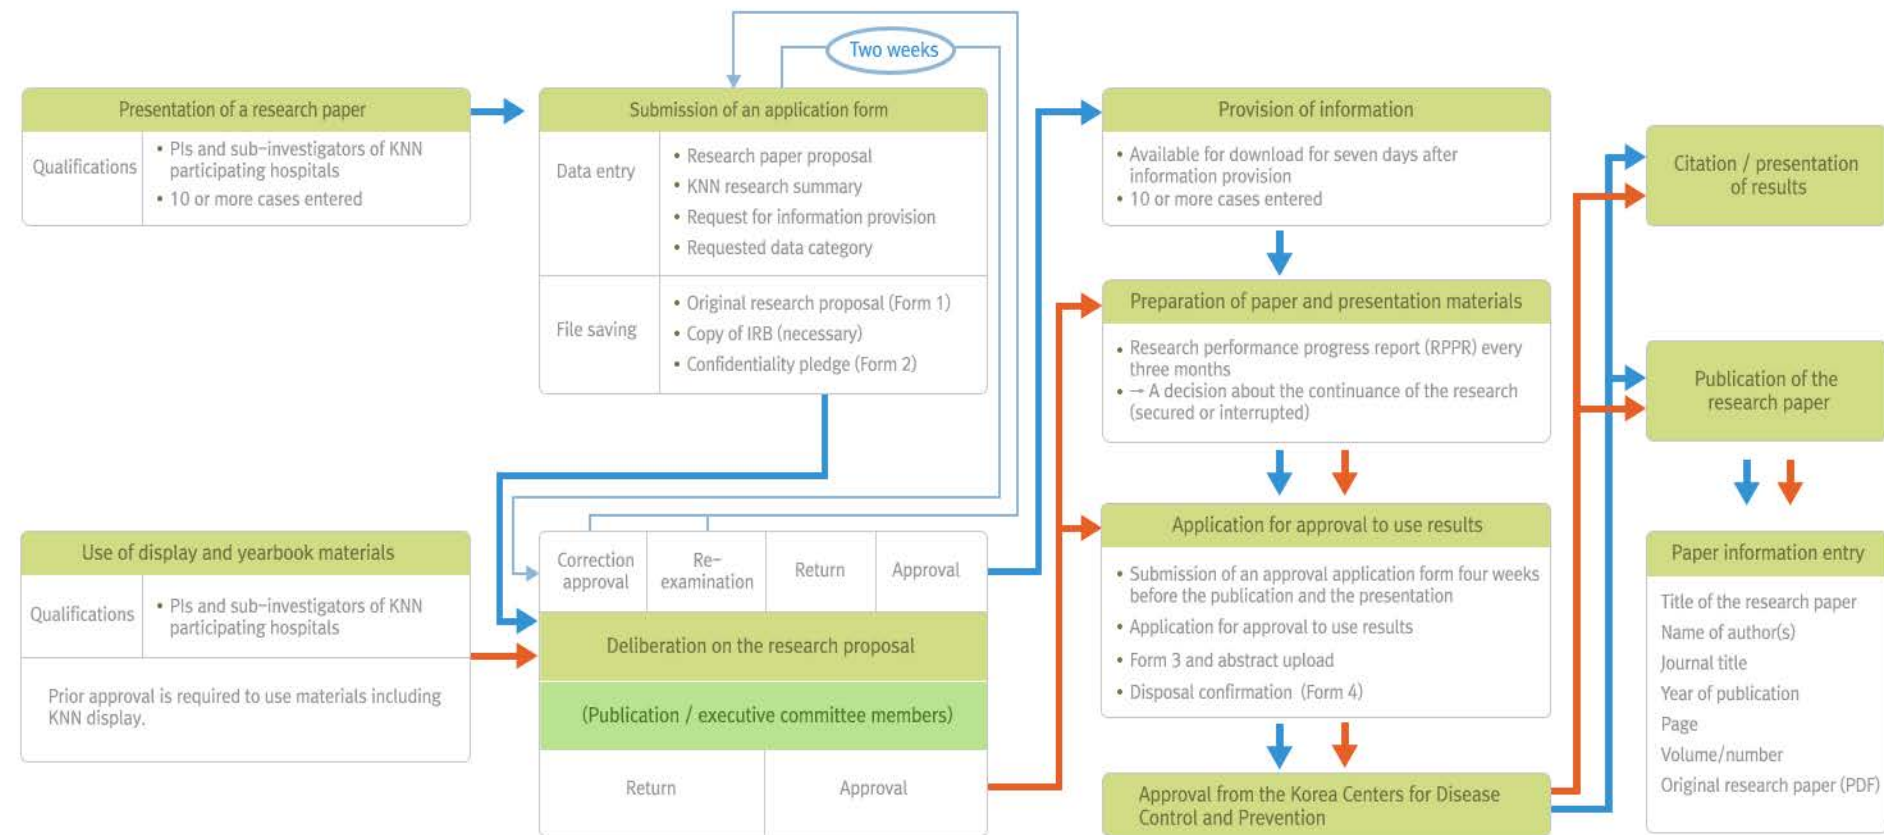 Two weeks
Presentation of a research paper
Qualifications
• PIs and sub-investigators of KNN
participating hospitals
• 10 or more cases entered
Submission of an application form
Data entry
• Research paper proposal
• KNN research summary
• Request for information provision
• Requested data category
File saving
• Original research proposal (Form 1)
• Copy of IRB (necessary)
• Confidentiality pledge (Form 2)
Use of display and yearbook materials
Qualifications
• PIs and sub-investigators of KNN
participating hospitals
Prior approval is required to use materials including
KNN display.
Correction
approval
Re-
examination
Return
Approval
Deliberation on the research proposal
(Publication / executive committee members)
Return
Approval
Provision of information
• Available for download for seven days after
information provision
• 10 or more cases entered
Preparation of paper and presentation materials
• Research performance progress report (RPPR) every
three months
• → A decision about the continuance of the research
(secured or interrupted)
Application for approval to use results
• Submission of an approval application form four weeks
before the publication and the presentation
• Application for approval to use results
• Form 3 and abstract upload
• Disposal confirmation (Form 4)
Approval from the Korea Centers for Disease
Control and Prevention
Citation / presentation
of results
Publication of the
research paper
Paper information entry
Title of the research paper
Name of author(s)
Journal title
Year of publication
Page
Volume/number
Original research paper (PDF)